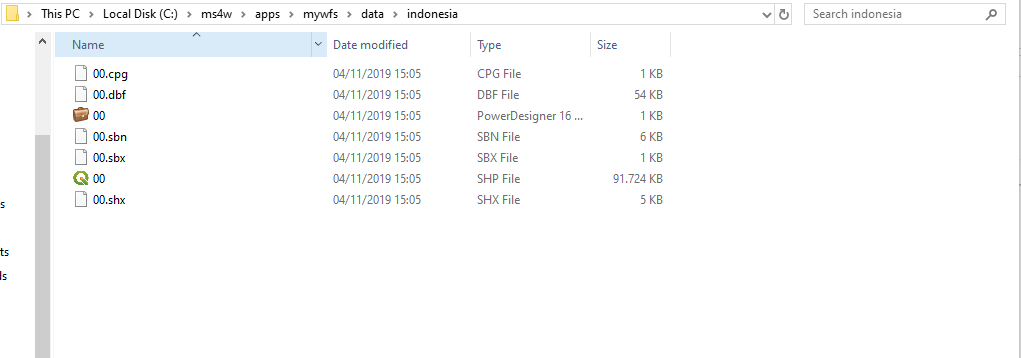 This PC > Local Disk (C:) > ms4w > apps > mywfs > data > indonesia
Search indonesia
Name Date modified Type Size
00.cpg 04/11/2019 15:05 CPG File 1 KB
00.dbf 04/11/2019 15:05 DBF File 54 KB
00 04/11/2019 15:05 PowerDesigner 16 ... 1 KB
00.sbn 04/11/2019 15:05 SBN File 6 KB
00.sbx 04/11/2019 15:05 SBX File 1 KB
00 04/11/2019 15:05 SHP File 91.724 KB
00.shx 04/11/2019 15:05 SHX File 5 KB
s
ts
ls